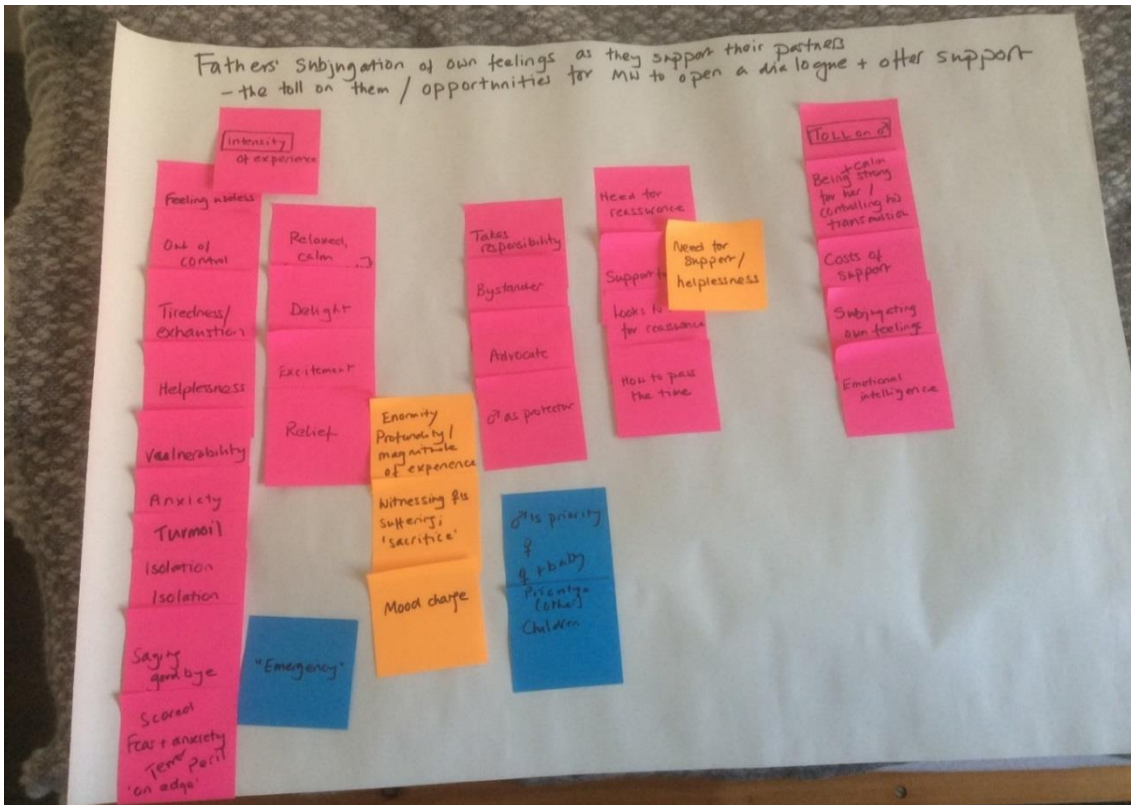 Fathers' Subjugation of own feelings as they support their partners
- the toll on them / opportunities for MW to open a dialogue + offer support
Intensity
of experience
Feeling useless
Out of
control
Tiredness/
exhaustion
Helplessness
Vulnerability
Anxiety
Turmoil
Isolation
Isolation
Saying
goodbye
Scared
Fear + anxiety
Terror Peril
'on edge'
Relaxed,
calm
Delight
Excitement
Relief
"Emergency"
Enormity
Profundity/
magnitude
of experience
Witnessing ♀'s
suffering;
'sacrifice'
Mood change
Takes
responsibility
Bystander
Advocate
♂ as protector
♂'s priority
♀
♀ + baby
Priority =
(other)
Children
Need for
reassurance
Support
Looks to
for reassurance
How to pass
the time
Need for
support/
helplessness
TOLL on ♂
Being strong + calm
for her /
controlling his
transmission
Costs of
support
Subjugating
own feelings
Emotional
intelligence